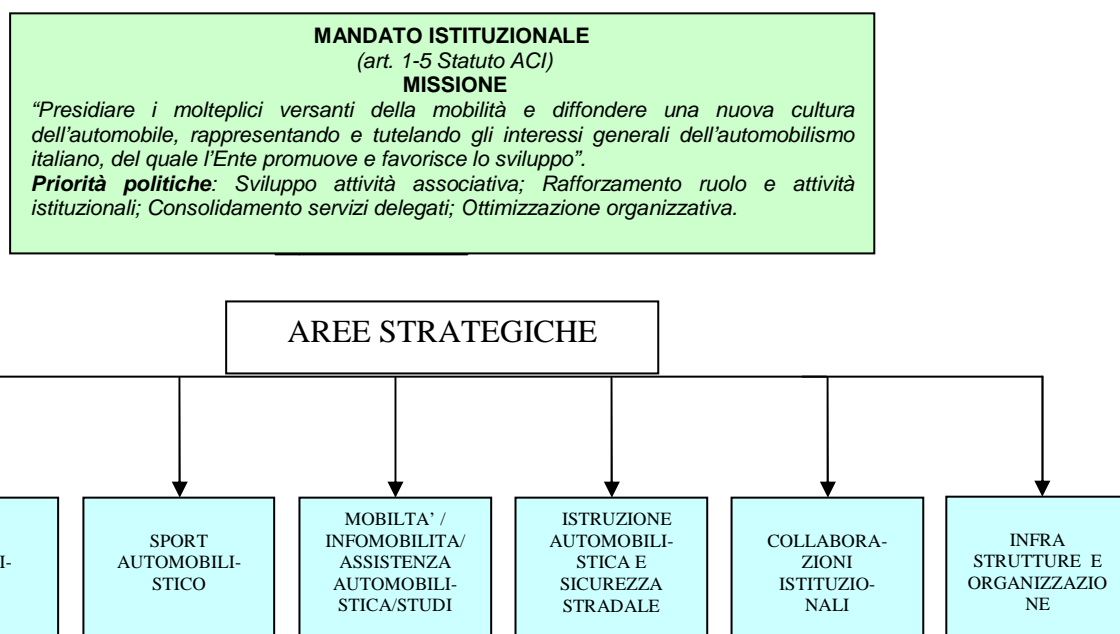 MANDATO ISTITUZIONALE
(art. 1-5 Statuto ACI)
MISSIONE
“Presidiare i molteplici versanti della mobilità e diffondere una nuova cultura
dell’automobile, rappresentando e tutelando gli interessi generali dell’automobilismo
italiano, del quale l’Ente promuove e favorisce lo sviluppo”.
Priorità politiche: Sviluppo attività associativa; Rafforzamento ruolo e attività
istituzionali; Consolidamento servizi delegati; Ottimizzazione organizzativa.
AREE STRATEGICHE
I-
SPORT
AUTOMOBILI-
STICO
MOBILTA’ /
INFOMOBILITA/
ASSISTENZA
AUTOMOBILI-
STICA/STUDI
ISTRUZIONE
AUTOMOBILI-
STICA E
SICUREZZA
STRADALE
COLLABORA-
ZIONI
ISTITUZIO-
NALI
INFRA
STRUTTURE E
ORGANIZZAZIO
NE